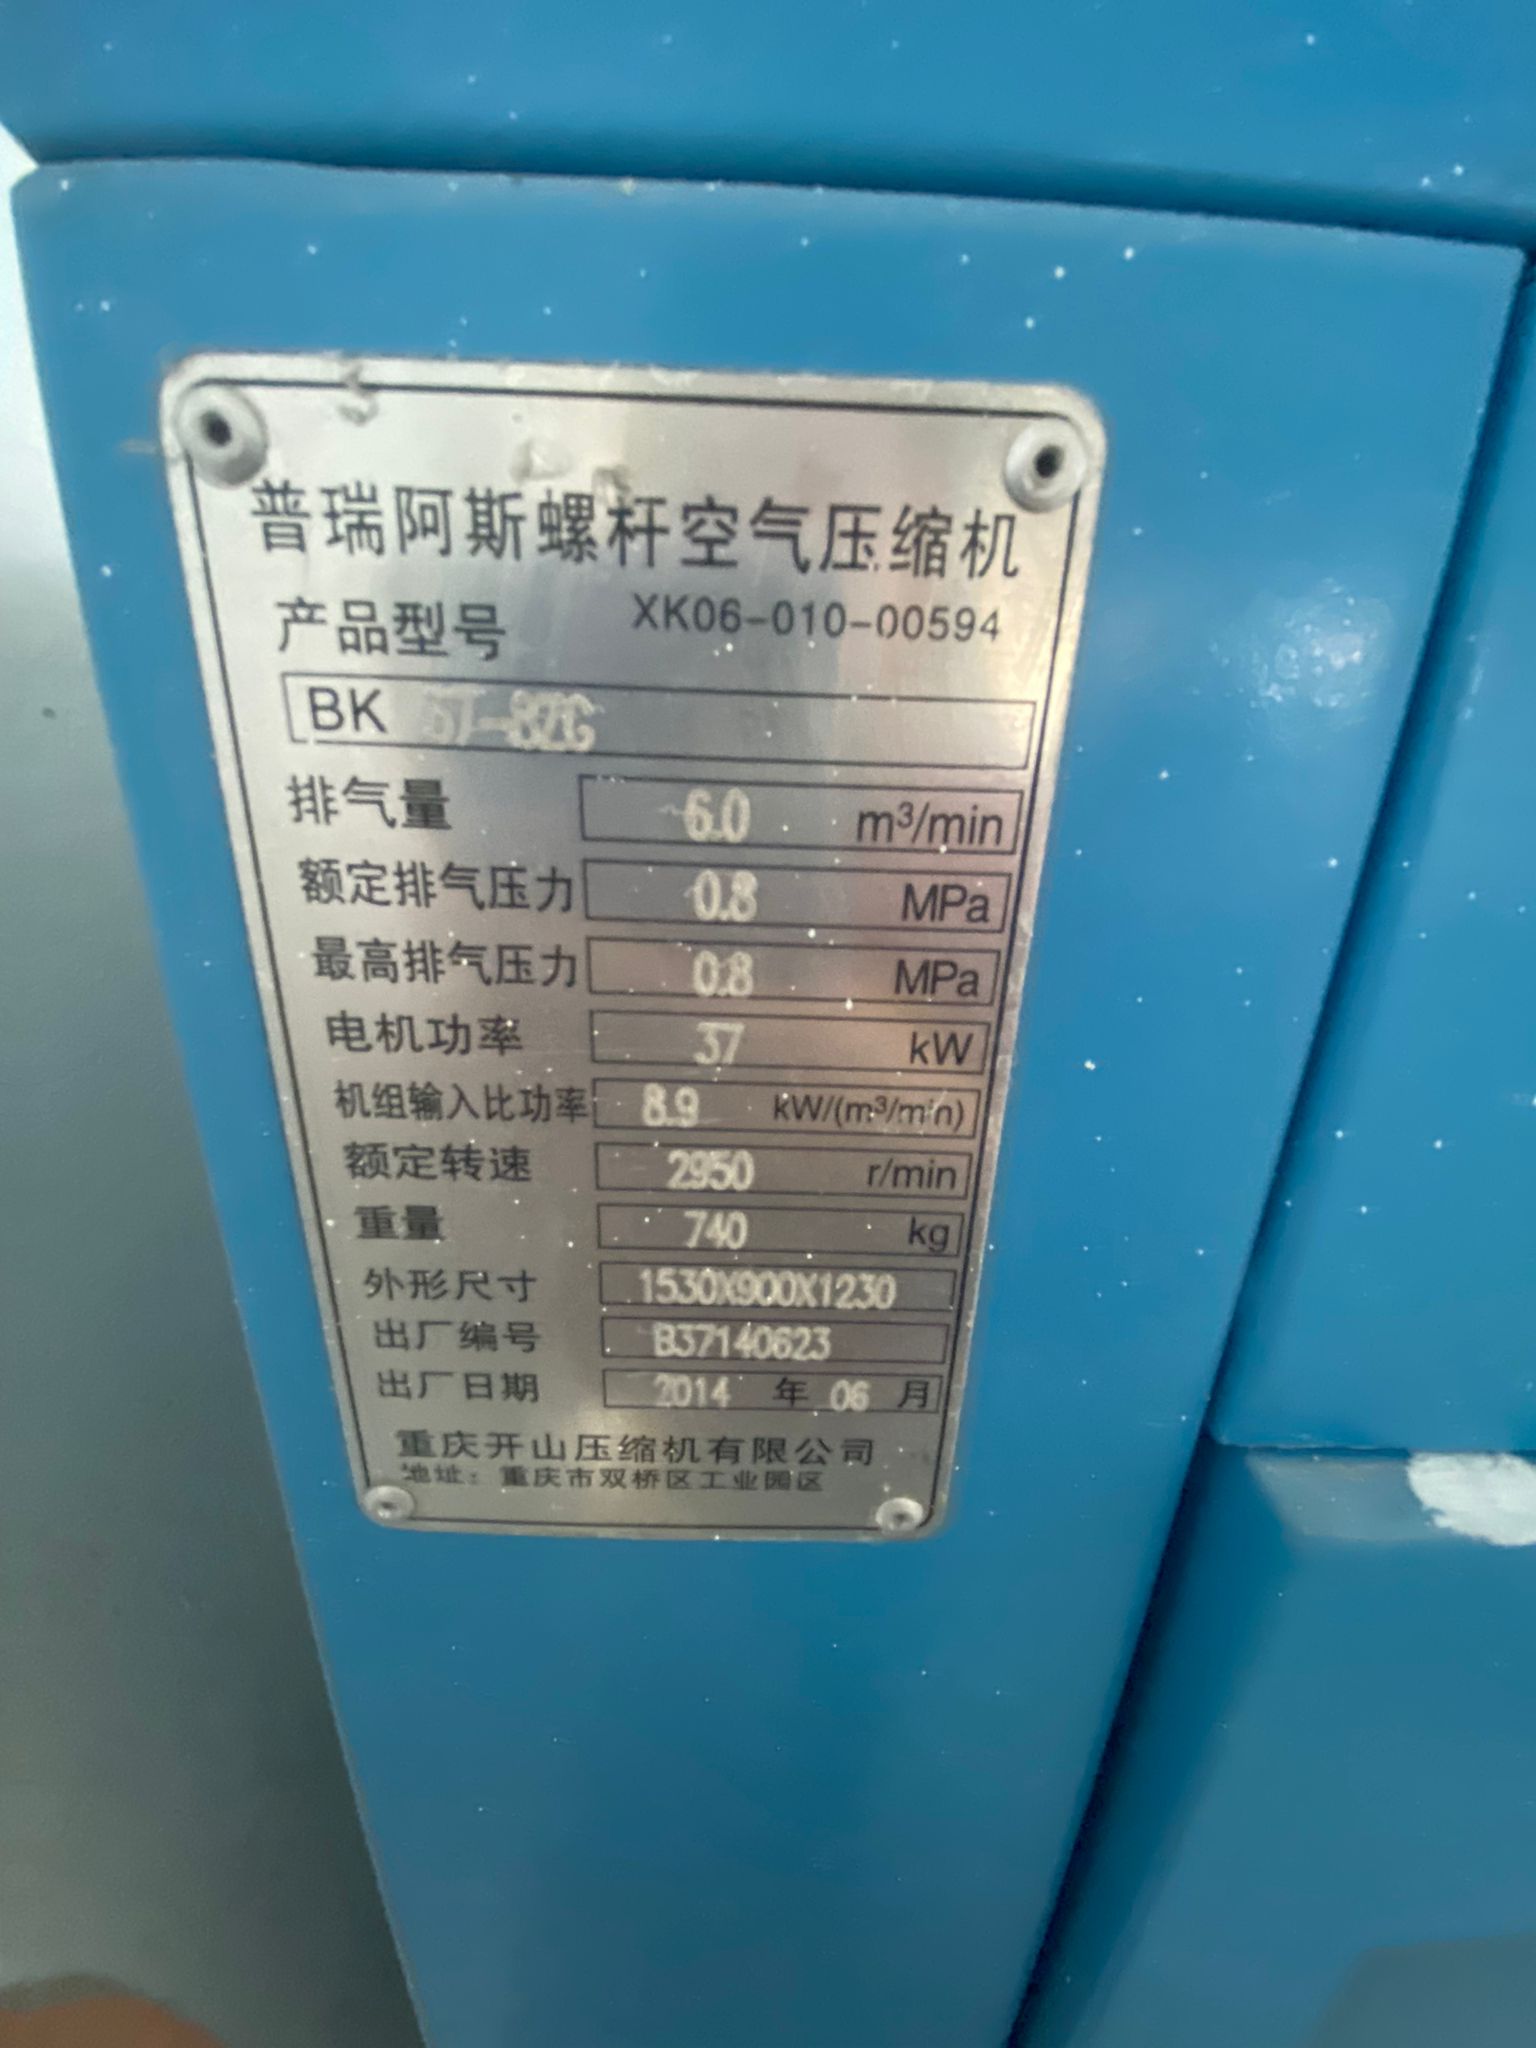 普瑞阿斯螺杆空气压缩机
产品型号 XK06-010-00594
BK
排气量 6.0 m³/min
额定排气压力 0.8 MPa
最高排气压力 0.8 MPa
电机功率 37 kW
机组输入比功率 8.9 kW/(m³/min)
额定转速 2950 r/min
重量 740 kg
外形尺寸 1530X900X1230
出厂编号 B37140623
出厂日期 2014 年 06 月
重庆开山压缩机有限公司
地址：重庆市双桥区工业园区